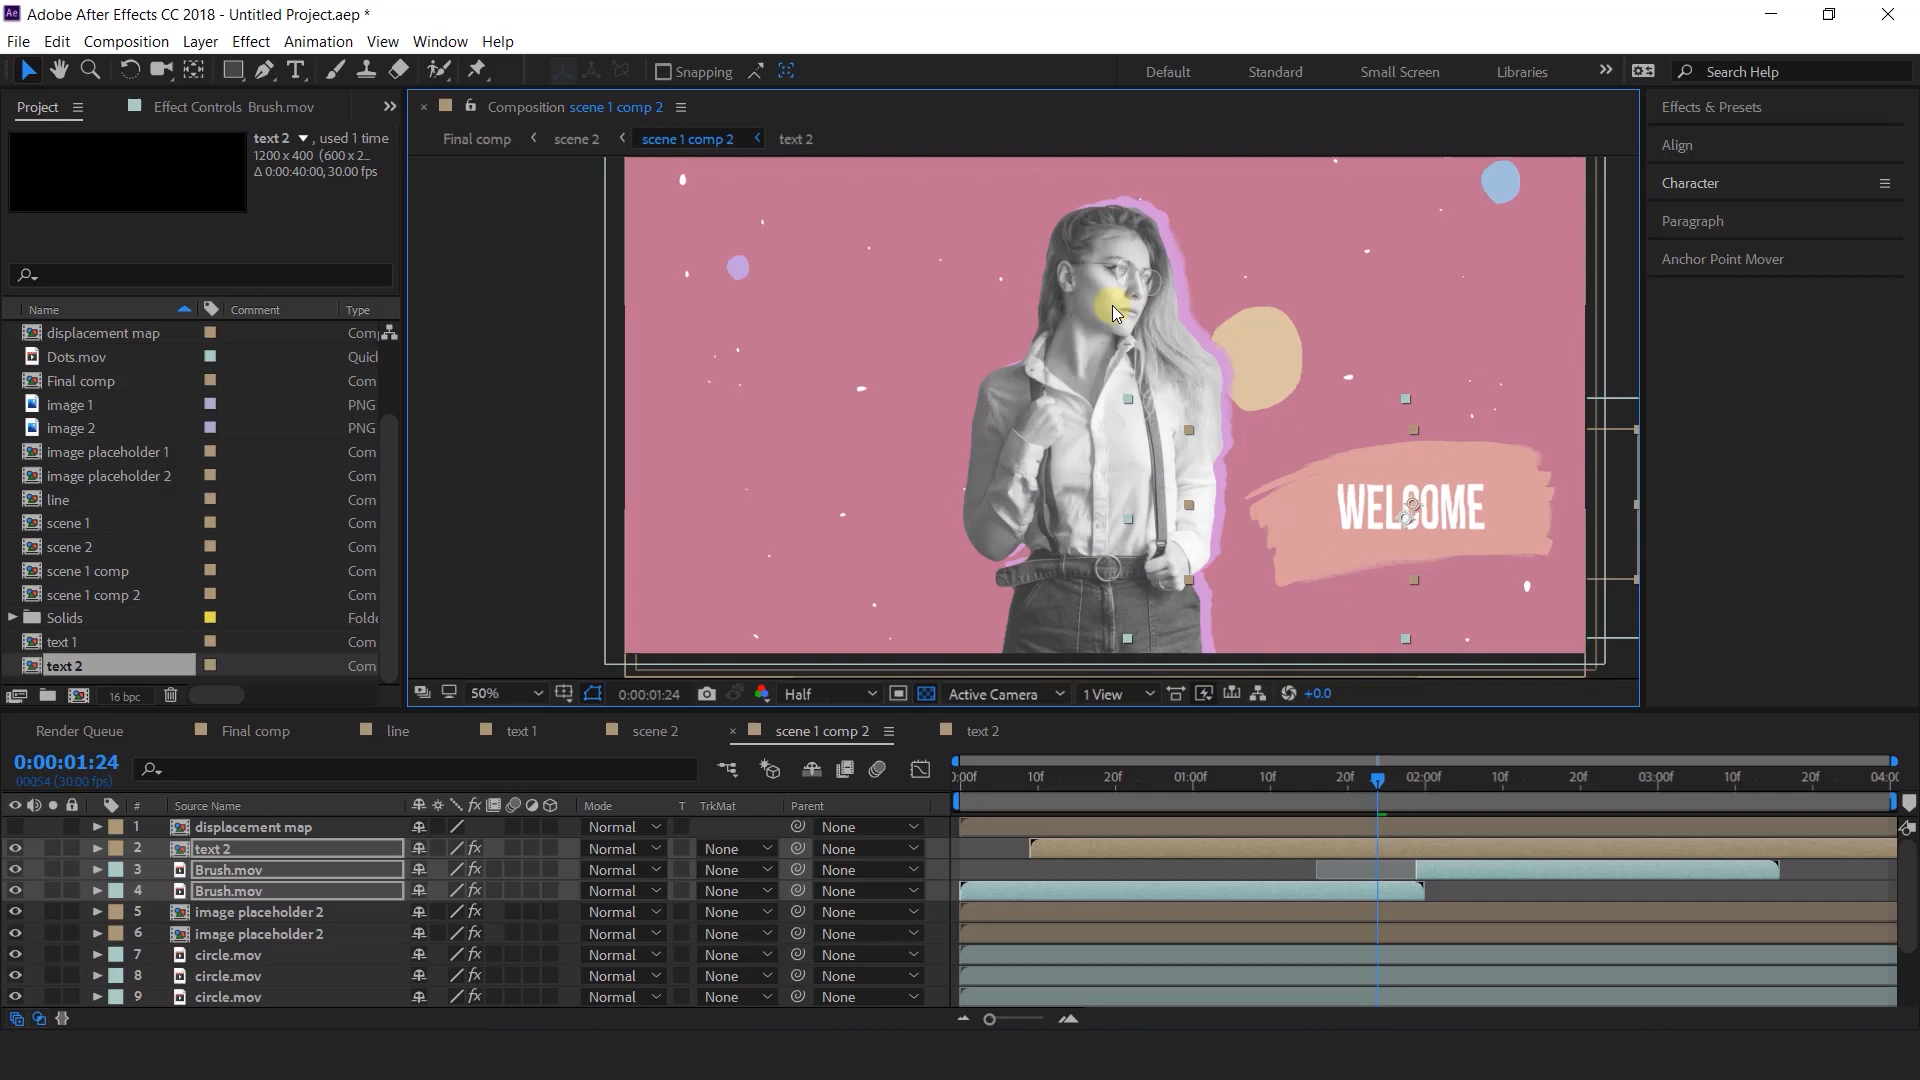 Adobe After Effects CC 2018 - Untitled Project.aep *
File Edit Composition Layer Effect Animation View Window Help
Snapping Default Standard Small Screen Libraries Search Help
Project Effect Controls Brush.mov
text 2 , used 1 time
1200 x 400 (600 x 2...
Δ 0:00:40:00, 30.00 fps
Name Comment Type
displacement map Com
Dots.mov Quick
Final comp Com
image 1 PNG
image 2 PNG
image placeholder 1 Com
image placeholder 2 Com
line Com
scene 1 Com
scene 2 Com
scene 1 comp Com
scene 1 comp 2 Com
Solids Folde
text 1 Com
text 2 Com
16 bpc
Composition scene 1 comp 2
Final comp scene 2 scene 1 comp 2 text 2
WELCOME
50% 0:00:01:24 Half Active Camera 1 View +0.0
Effects & Presets
Align
Character
Paragraph
Anchor Point Mover
Render Queue Final comp line text 1 scene 2 scene 1 comp 2 text 2
0:00:01:24
00054 (30.00 fps)
# Source Name fx Mode T TrkMat Parent
0:00f 10f 20f 01:00f 10f 20f 02:00f 10f 20f 03:00f 10f 20f 04:00
1 displacement map Normal None
2 text 2 fx Normal None None
3 Brush.mov fx Normal None None
4 Brush.mov fx Normal None None
5 image placeholder 2 fx Normal None None
6 image placeholder 2 fx Normal None None
7 circle.mov fx Normal None None
8 circle.mov fx Normal None None
9 circle.mov fx Normal None None